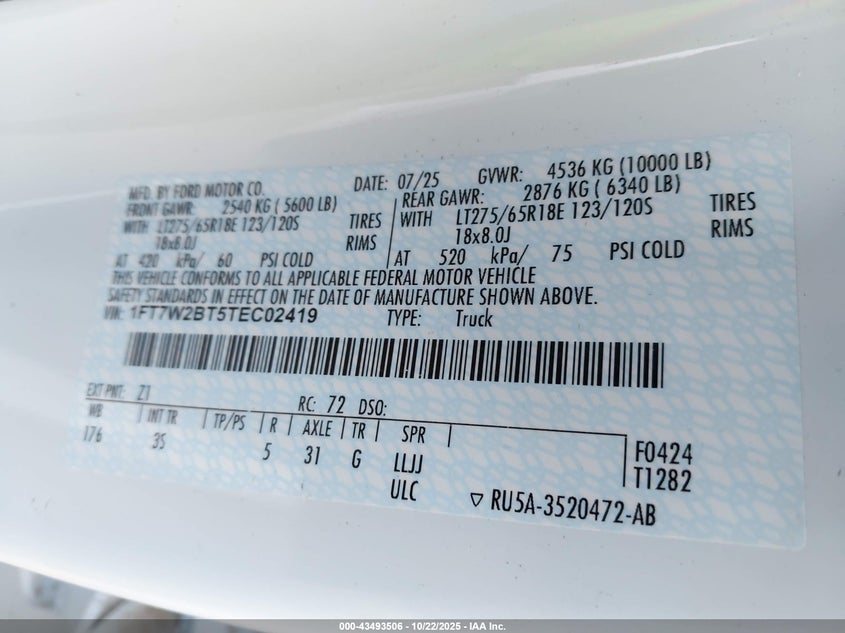 MFD. BY FORD MOTOR CO. DATE: 07/25 GVWR: 4536 KG (10000 LB)
FRONT GAWR: 2540 KG ( 5600 LB) REAR GAWR: 2876 KG ( 6340 LB)
WITH LT275/65R18E 123/120S TIRES WITH LT275/65R18E 123/120S TIRES
18x8.0J RIMS 18x8.0J RIMS
AT 420 kPa/ 60 PSI COLD AT 520 kPa/ 75 PSI COLD
THIS VEHICLE CONFORMS TO ALL APPLICABLE FEDERAL MOTOR VEHICLE
SAFETY STANDARDS IN EFFECT ON THE DATE OF MANUFACTURE SHOWN ABOVE.
VIN: 1FT7W2BT5TEC02419 TYPE: Truck
EXT PNT: Z1 RC: 72 DSO:
WB INT TR TP/PS R AXLE TR SPR
176 3S 5 31 G LLJJ
ULC
F0424
T1282
RU5A-3520472-AB
000-43493506 • 10/22/2025 • IAA Inc.